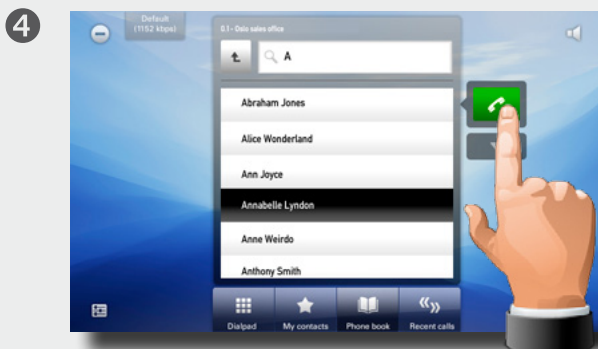 4
Default
(1152 kbps)
0.1 - Oslo sales office
A
Abraham Jones
Alice Wonderland
Ann Joyce
Annabelle Lyndon
Anne Weirdo
Anthony Smith
Dialpad
My contacts
Phone book
Recent calls